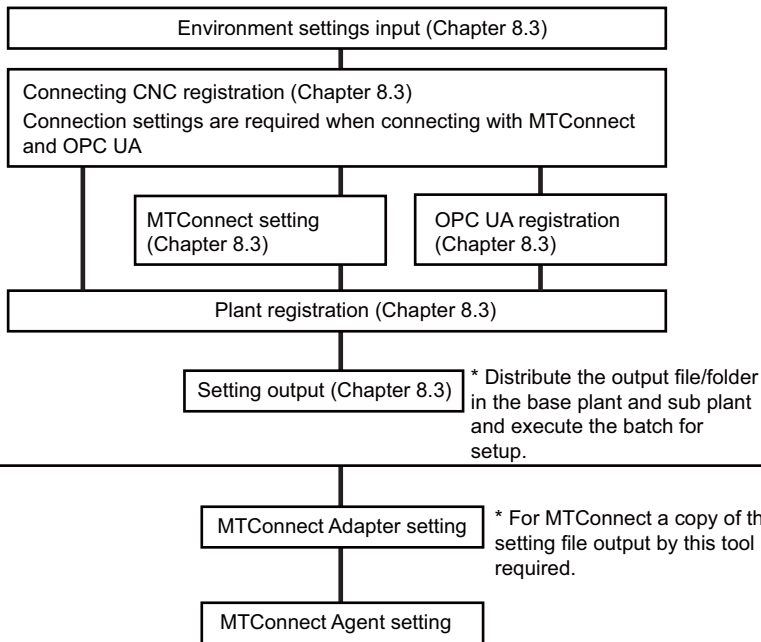 Environment settings input (Chapter 8.3)
Connecting CNC registration (Chapter 8.3)
Connection settings are required when connecting with MTConnect
and OPC UA
MTConnect setting
(Chapter 8.3)
OPC UA registration
(Chapter 8.3)
Plant registration (Chapter 8.3)
Setting output (Chapter 8.3)
* Distribute the output file/folder
in the base plant and sub plant
and execute the batch for
setup.
MTConnect Adapter setting
* For MTConnect a copy of th
setting file output by this tool
required.
MTConnect Agent setting